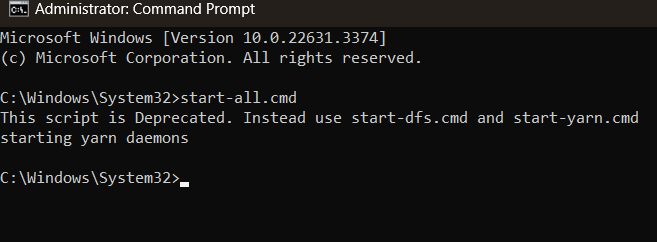 Administrator: Command Prompt
Microsoft Windows [Version 10.0.22631.3374]
(c) Microsoft Corporation. All rights reserved.
C:\Windows\System32>start-all.cmd
This script is Deprecated. Instead use start-dfs.cmd and start-yarn.cmd
starting yarn daemons
C:\Windows\System32>